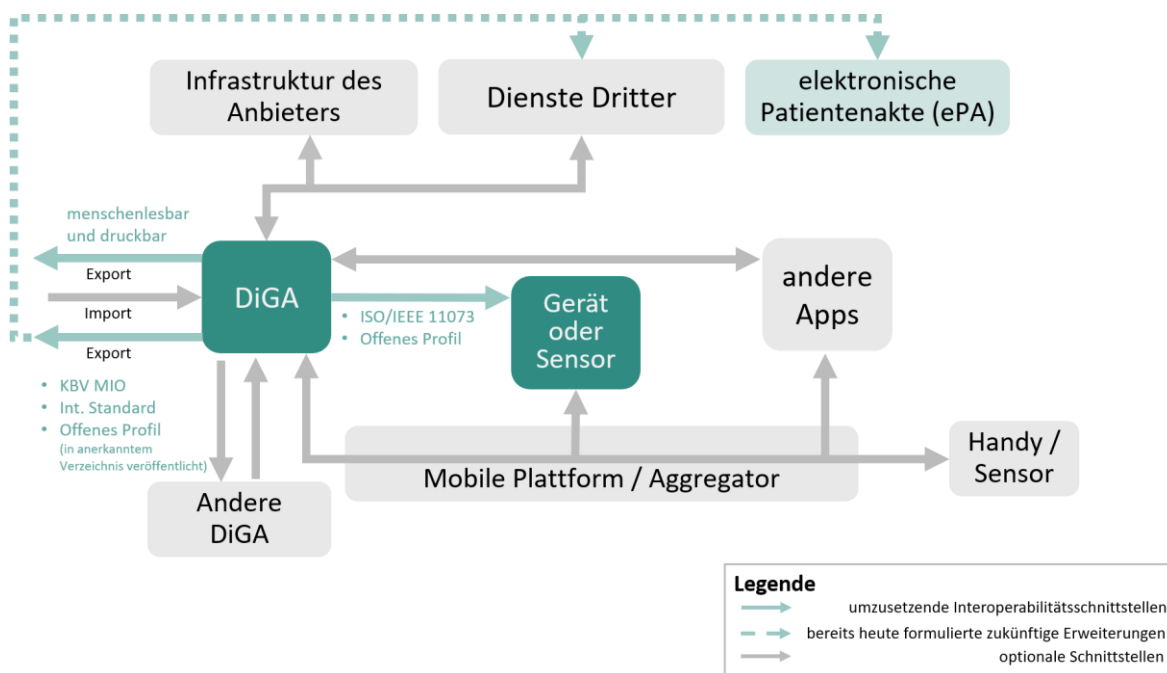 Infrastruktur des
Anbieters
Dienste Dritter
elektronische
Patientenakte (ePA)
menschenlesbar
und druckbar
Export
Import
Export
DiGA
• ISO/IEEE 11073
• Offenes Profil
Gerät
oder
Sensor
andere
Apps
• KBV MIO
• Int. Standard
• Offenes Profil
(in anerkanntem
Verzeichnis veröffentlicht)
Mobile Plattform / Aggregator
Handy /
Sensor
Andere
DiGA
Legende
umzusetzende Interoperabilitätsschnittstellen
bereits heute formulierte zukünftige Erweiterungen
optionale Schnittstellen